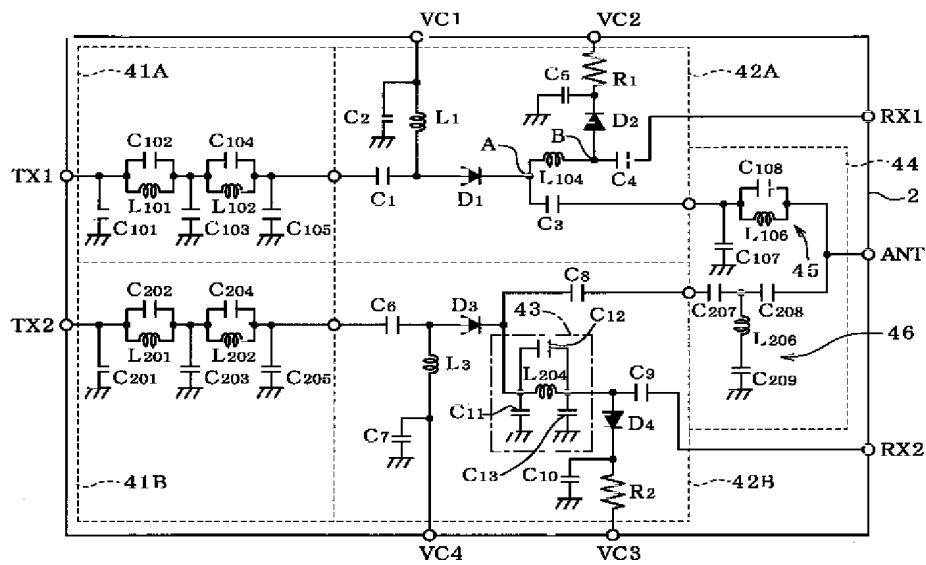 VC1 VC2
41A 42A
C5 R1
C2 L1 D2
RX1
C102 C104 A B 44
TX1 C108 2
L101 L102 C1 D1 L104 C4
C3 L106
C101 C103 C105 C107 45 ANT
C202 C204 C6 D3 43 C8 C12 C207 C208
TX2
L201 L202 L3 L204 C9 L206 46
C201 C203 C205 C11 C209
C7 D4
C13 C10 R2 RX2
41B 42B
VC4 VC3